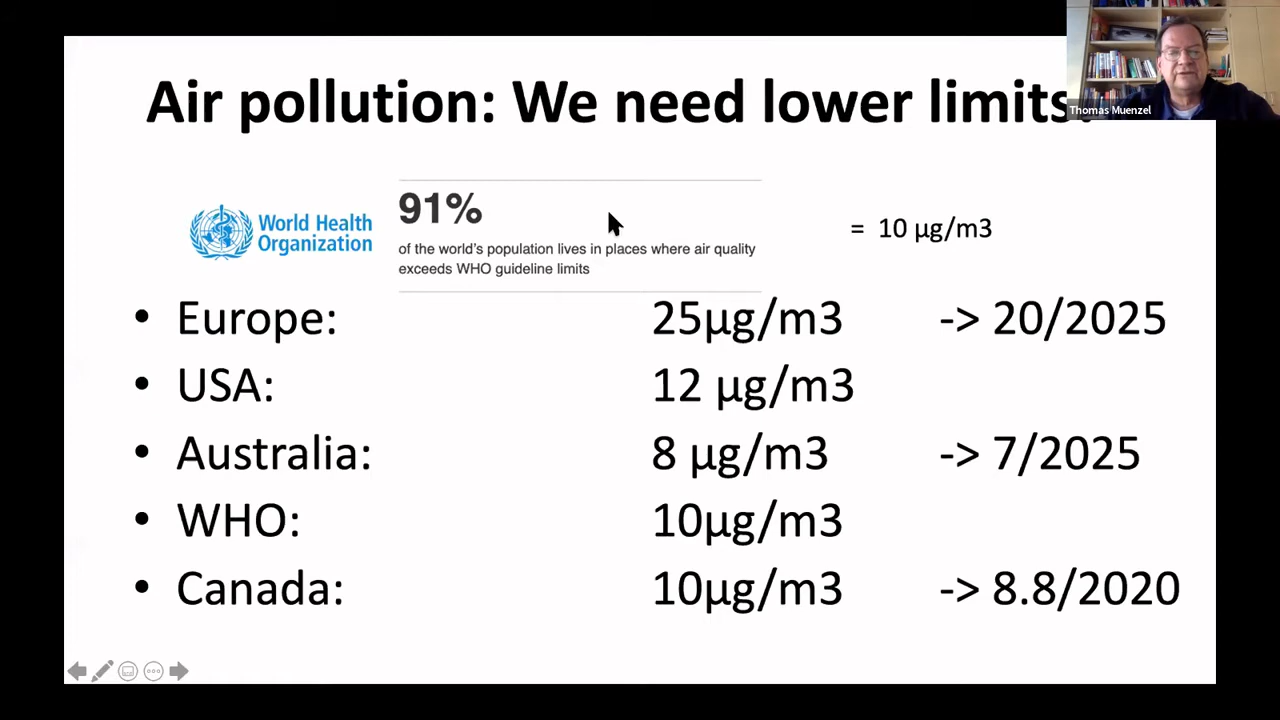 Air pollution: We need lower limits.
Thomas Muenzel
World Health
Organization
91%
of the world's population lives in places where air quality
exceeds WHO guideline limits
= 10 µg/m3
• Europe: 25µg/m3 -> 20/2025
• USA: 12 µg/m3
• Australia: 8 µg/m3 -> 7/2025
• WHO: 10µg/m3
• Canada: 10µg/m3 -> 8.8/2020